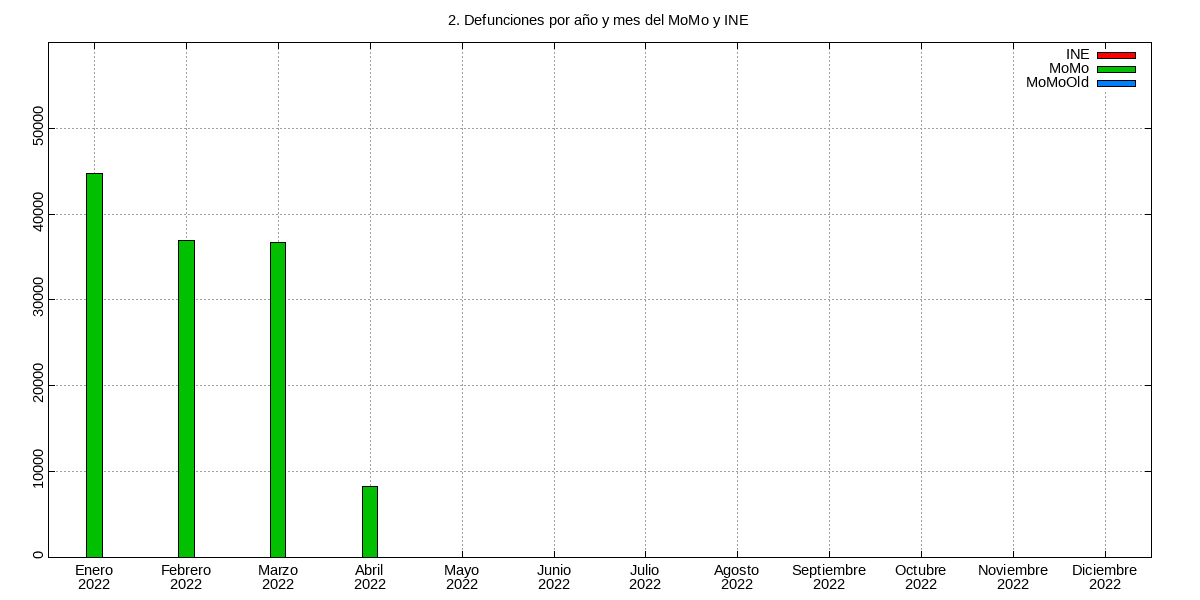 2. Defunciones por año y mes del MoMo y INE
INE
MoMo
MoMoOld
50000
40000
30000
20000
10000
0
Enero Febrero Marzo Abril Mayo Junio Julio Agosto Septiembre Octubre Noviembre Diciembre
2022 2022 2022 2022 2022 2022 2022 2022 2022 2022 2022 2022